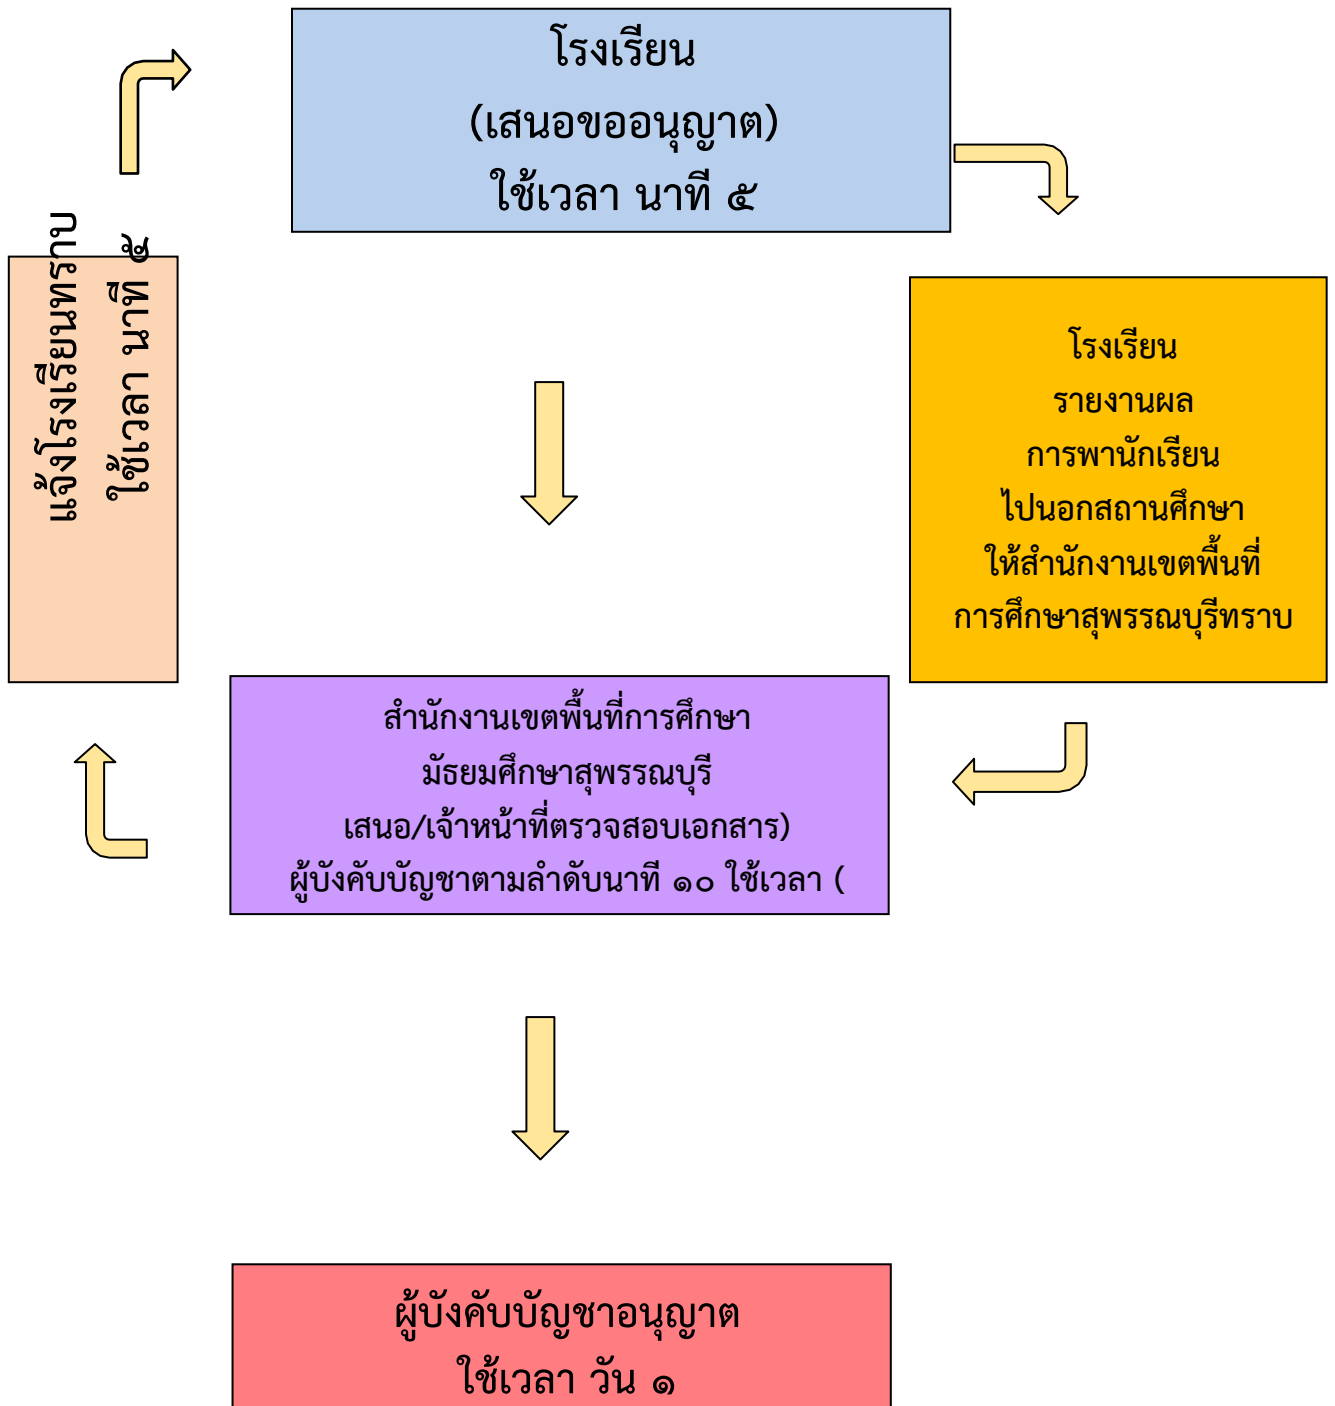 โรงเรียน
(เสนอขออนุญาต)
ใช้เวลา นาที ๕
แจ้งโรงเรียนทราบ
ใช้เวลา นาที ๕
โรงเรียน
รายงานผล
การพานักเรียน
ไปนอกสถานศึกษา
ให้สำนักงานเขตพื้นที่
การศึกษาสุพรรณบุรีทราบ
สำนักงานเขตพื้นที่การศึกษา
มัธยมศึกษาสุพรรณบุรี
เสนอ/เจ้าหน้าที่ตรวจสอบเอกสาร)
ผู้บังคับบัญชาตามลำดับนาที ๑๐ ใช้เวลา (
ผู้บังคับบัญชาอนุญาต
ใช้เวลา วัน ๑